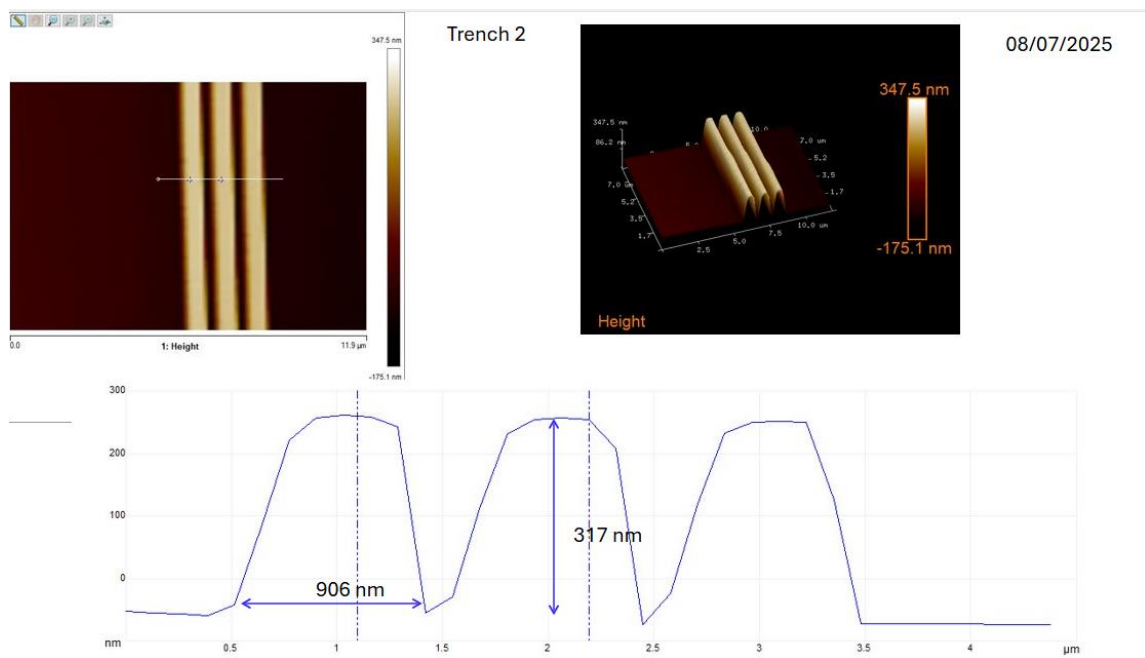 Trench 2
08/07/2025
347.5 nm
-175.1 nm
0.0
1: Height
11.9 µm
347.5 nm
86.2 nm
7.0 um
5.2
3.5
1.7
2.5
5.0
7.5
10.0 um
10.0
7.0 um
5.2
3.5
1.7
Height
347.5 nm
-175.1 nm
300
200
100
0
nm
906 nm
317 nm
0.5
1
1.5
2
2.5
3
3.5
4
µm